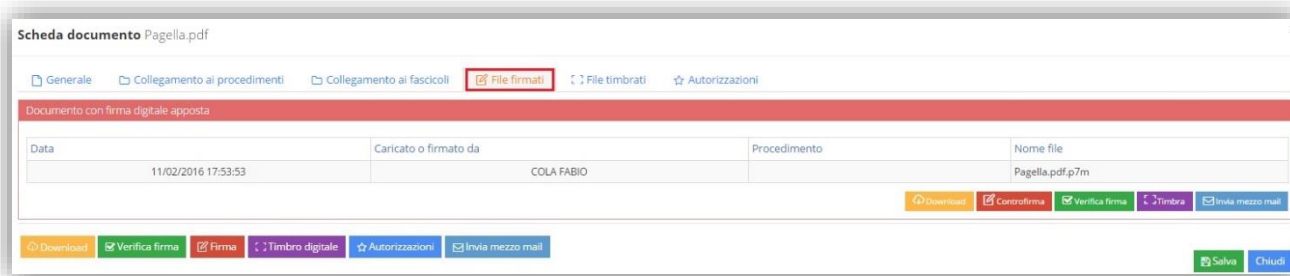 Scheda documento Pagella.pdf
Generale Collegamento ai procedimenti Collegamento ai fascicoli File firmati File timbrati Autorizzazioni
Documento con firma digitale apposta
Data Caricato o firmato da Procedimento Nome file
11/02/2016 17:53:53 COLA FABIO Pagella.pdf.p7m
Download Controfirma Verifica firma Timbra Invia mezzo mail
Download Verifica firma Firma Timbro digitale Autorizzazioni Invia mezzo mail
Salva Chiudi